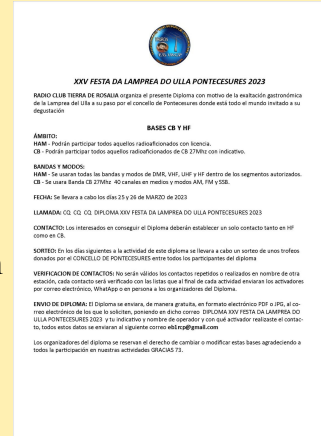 XXV FESTA DA LAMPREA DO ULLA PONTECESURES 2023
RADIO CLUB TIERRA DE ROSALIA organiza el presente Diploma con motivo de la exaltación gastronómica
de la Lamprea del Ulla a su paso por el concello de Pontecesures donde está todo el mundo invitado a su
degustación
BASES CB Y HF
ÁMBITO:
HAM - Podrán participar todos aquellos radioaficionados con licencia.
CB - Podrán participar todos aquellos radioaficionados de CB 27Mhz con indicativo.
BANDAS Y MODOS:
HAM - Se usaran todas las bandas y modos de DMR, VHF, UHF y HF dentro de los segmentos autorizados.
CB - Se usara Banda CB 27Mhz 40 canales en medios y modos AM, FM y SSB.
FECHA: Se llevara a cabo los días 25 y 26 de MARZO de 2023
LLAMADA: CQ CQ CQ DIPLOMA XXV FESTA DA LAMPREA DO ULLA PONTECESURES 2023
CONTACTO: Los interesados en conseguir el Diploma deberán establecer un solo contacto tanto en HF
como en CB.
SORTEO: En los días siguientes a la actividad de este diploma se llevara a cabo un sorteo de unos trofeos
donados por el CONCELLO DE PONTECESURES entre todos los participantes del diploma
VERIFICACION DE CONTACTOS: No serán válidos los contactos repetidos o realizados en nombre de otra
estación, cada contacto será verificado con las listas que al final de cada actividad enviaran los activadores
por correo electrónico, WhatApp o en persona a los organizadores del Diploma.
ENVIO DE DIPLOMA: El Diploma se enviara, de manera gratuita, en formato electrónico PDF o JPG, al co-
rreo electrónico de los que lo soliciten, poniendo en dicho correo DIPLOMA XXV FESTA DA LAMPREA DO
ULLA PONTECESURES 2023 y tu indicativo y nombre de operador y con qué activador realizaste el contac-
to, todos estos datos se enviaran al siguiente correo eb1rcp@gmail.com
Los organizadores del diploma se reservan el derecho de cambiar o modificar estas bases agradeciendo a
todos la participación en nuestras actividades GRACIAS 73.